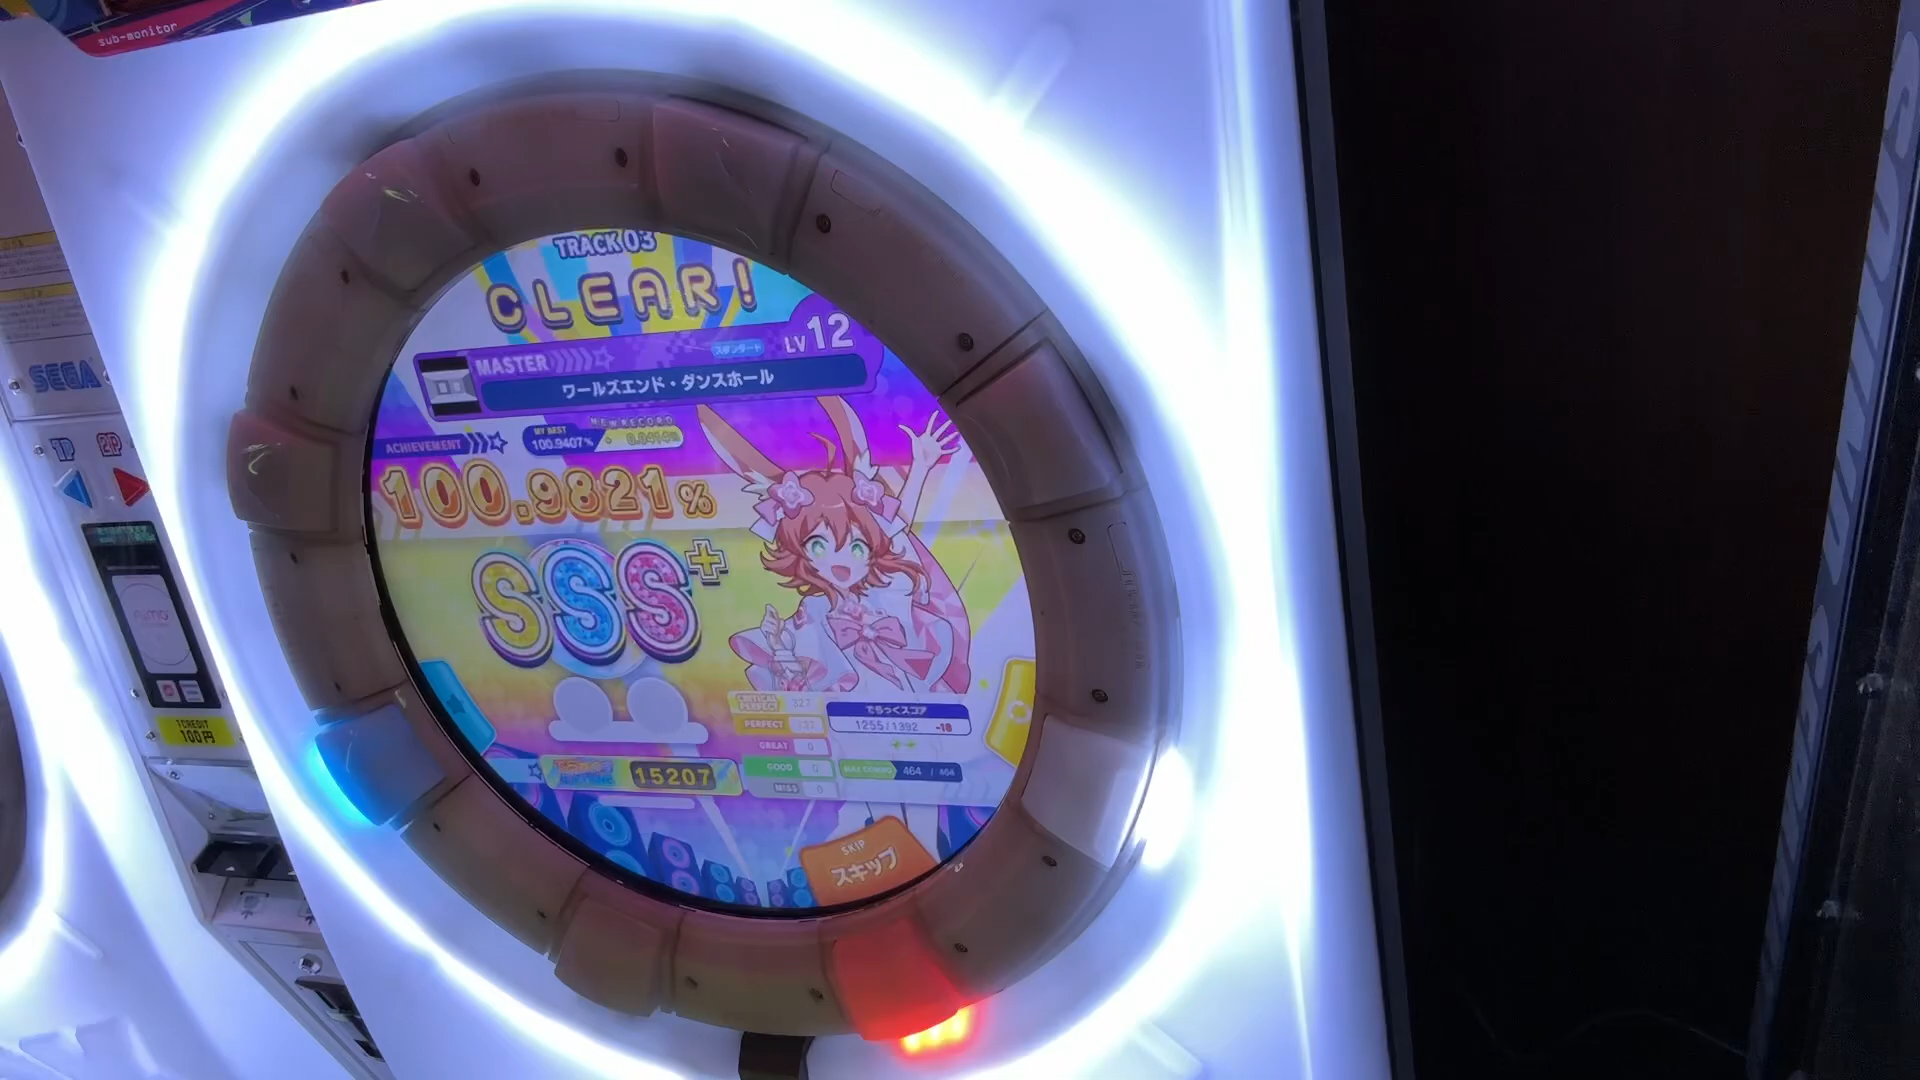 sub-monitor
TRACK 03
CLEAR!
MASTER
スタンダード
LV 12
ワールズエンド・ダンスホール
ACHIEVEMENT
MY BEST
100.9407%
NEW RECORD
+ 0.0414%
100.9821%
SSS+
CRITICAL PERFECT 327
PERFECT
GREAT 0
GOOD 0
MISS 0
でらっくスコア
1255/1392
MAX COMBO 464 / 464
15207
SKIP
スキップ
SEGA
1P 2P
1CREDIT
100円